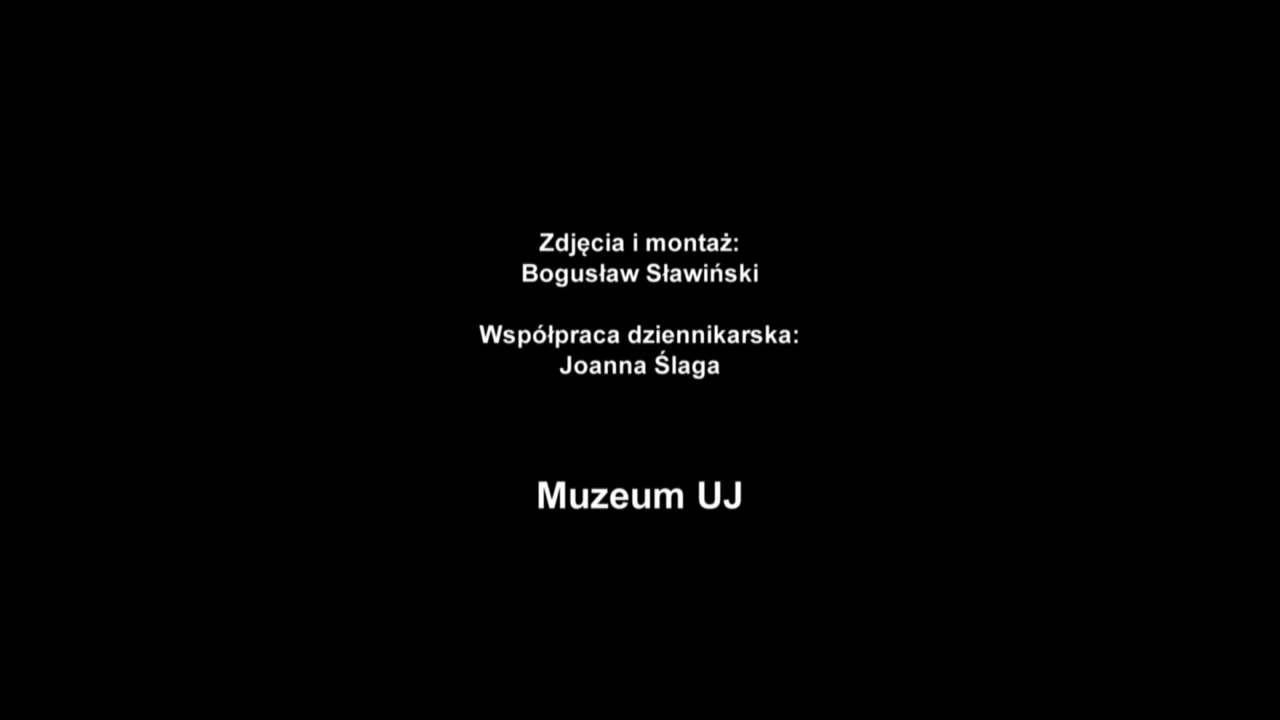 Zdjęcia i montaż:
Bogusław Sławiński
Współpraca dziennikarska:
Joanna Ślaga
Muzeum UJ